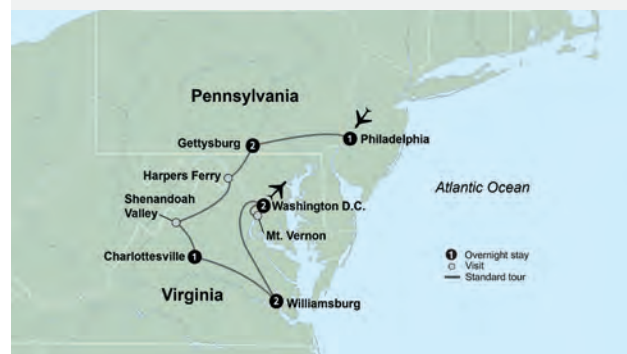 Pennsylvania
Gettysburg
2
1
Philadelphia
Harpers Ferry
Shenandoah
Valley
2
Washington D.C.
Mt. Vernon
Atlantic Ocean
Charlottesville
1
Virginia
2
Williamsburg
1 Overnight stay
Visit
Standard tour